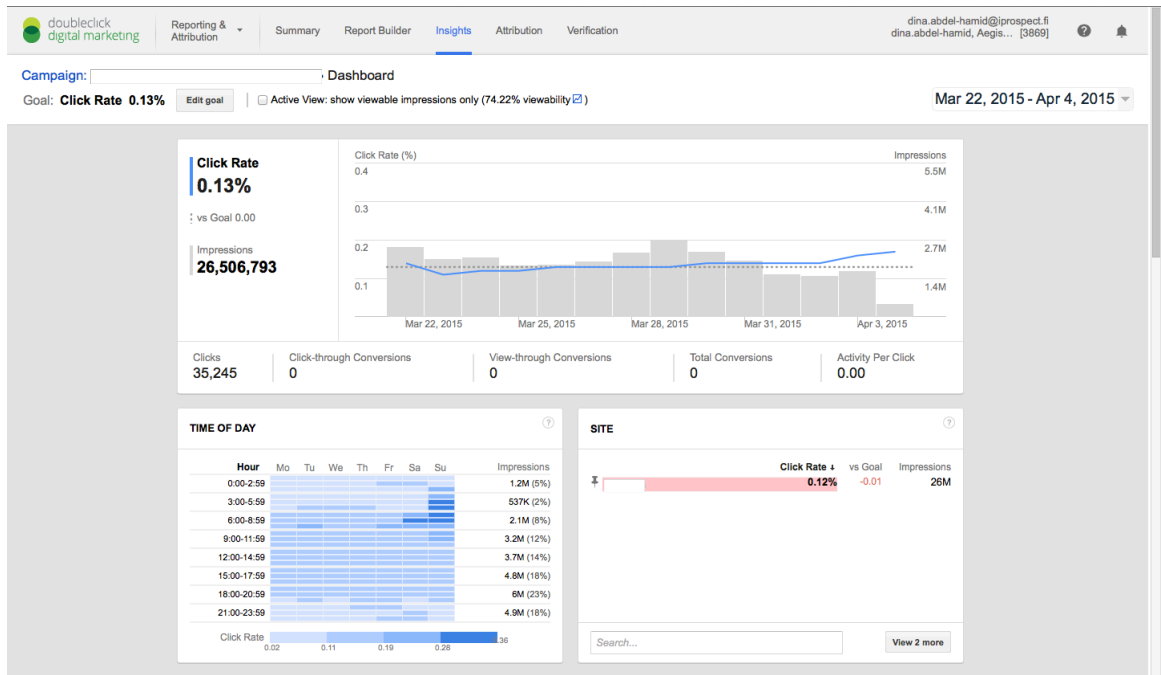 doubleclick
digital marketing
Reporting &
Attribution
Summary
Report Builder
Insights
Attribution
Verification
dina.abdel-hamid@iprospect.fi
dina.abdel-hamid, Aegis... [3869]
Campaign: Dashboard
Goal: Click Rate 0.13% Edit goal Active View: show viewable impressions only (74.22% viewability)
Mar 22, 2015 - Apr 4, 2015
Click Rate
0.13%
vs Goal 0.00
Impressions
26,506,793
Click Rate (%) Impressions
0.4 5.5M
0.3 4.1M
0.2 2.7M
0.1 1.4M
Mar 22, 2015 Mar 25, 2015 Mar 28, 2015 Mar 31, 2015 Apr 3, 2015
Clicks Click-through Conversions View-through Conversions Total Conversions Activity Per Click
35,245 0 0 0 0.00
TIME OF DAY ?
Hour Mo Tu We Th Fr Sa Su Impressions
0:00-2:59 1.2M (5%)
3:00-5:59 537K (2%)
6:00-8:59 2.1M (8%)
9:00-11:59 3.2M (12%)
12:00-14:59 3.7M (14%)
15:00-17:59 4.8M (18%)
18:00-20:59 6M (23%)
21:00-23:59 4.9M (18%)
Click Rate .36
0.02 0.11 0.19 0.28
SITE ?
Click Rate ↓ vs Goal Impressions
0.12% -0.01 26M
Search... View 2 more